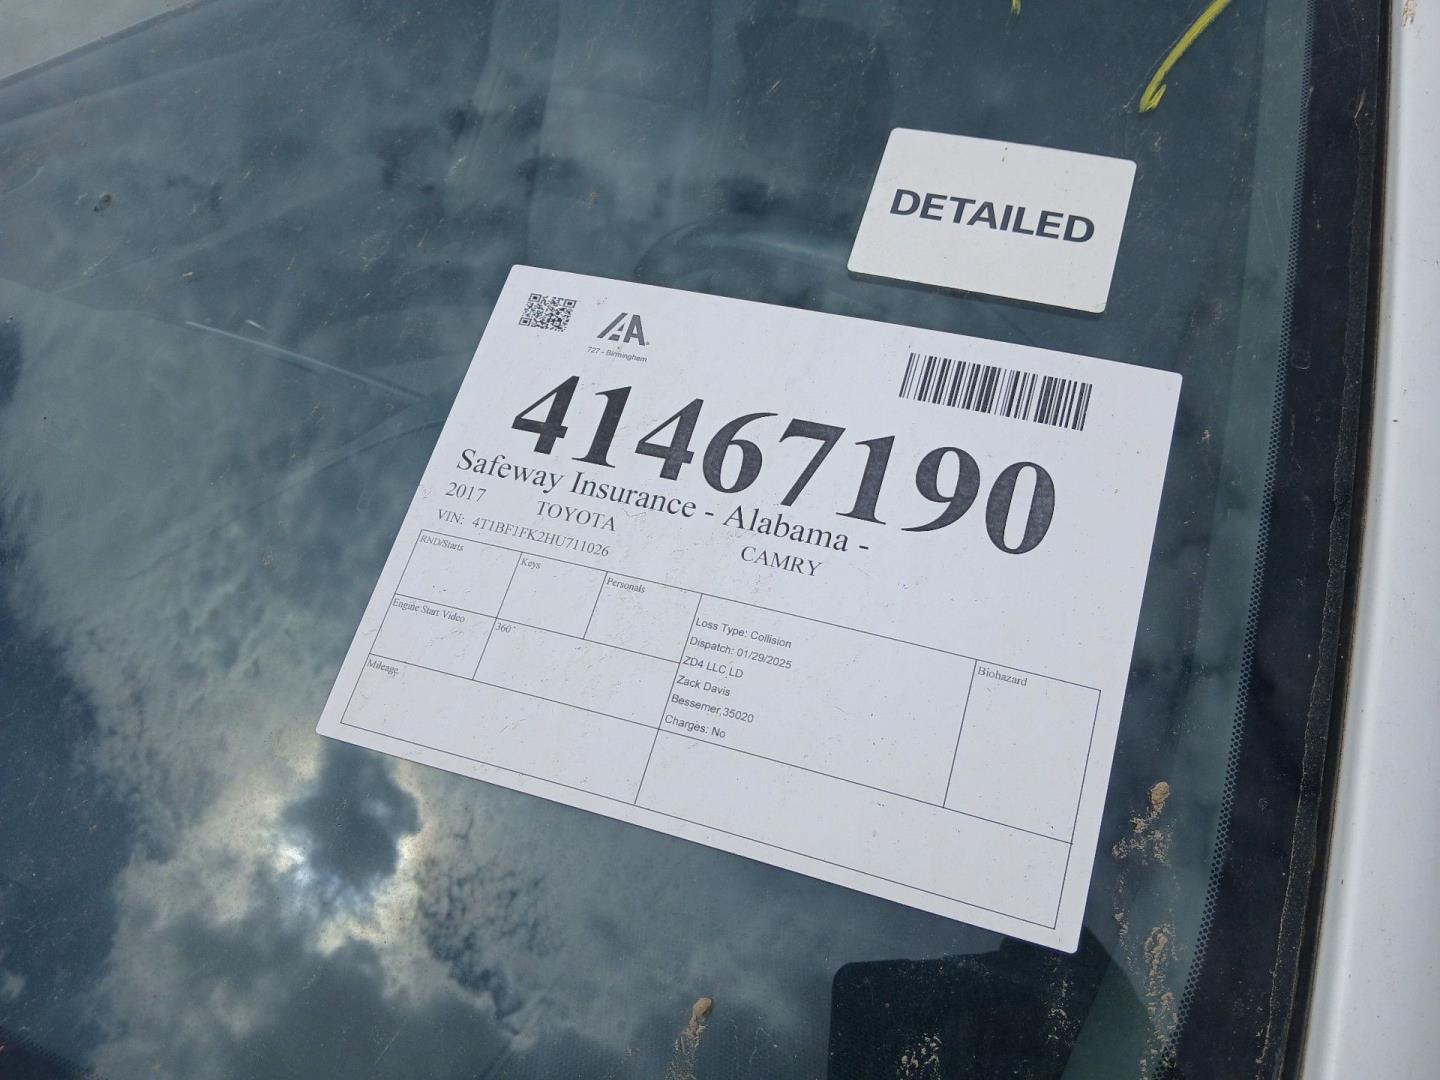 DETAILED
IAA
727 - Birmingham
41467190
Safeway Insurance - Alabama -
2017 TOYOTA CAMRY
VIN: 4T1BF1FK2HU711026
RND/Starts
Keys
Personals
Engine Start Video
360°
Mileage
Loss Type: Collision
Dispatch: 01/29/2025
ZD4 LLC LD
Zack Davis
Bessemer,35020
Charges: No
Biohazard